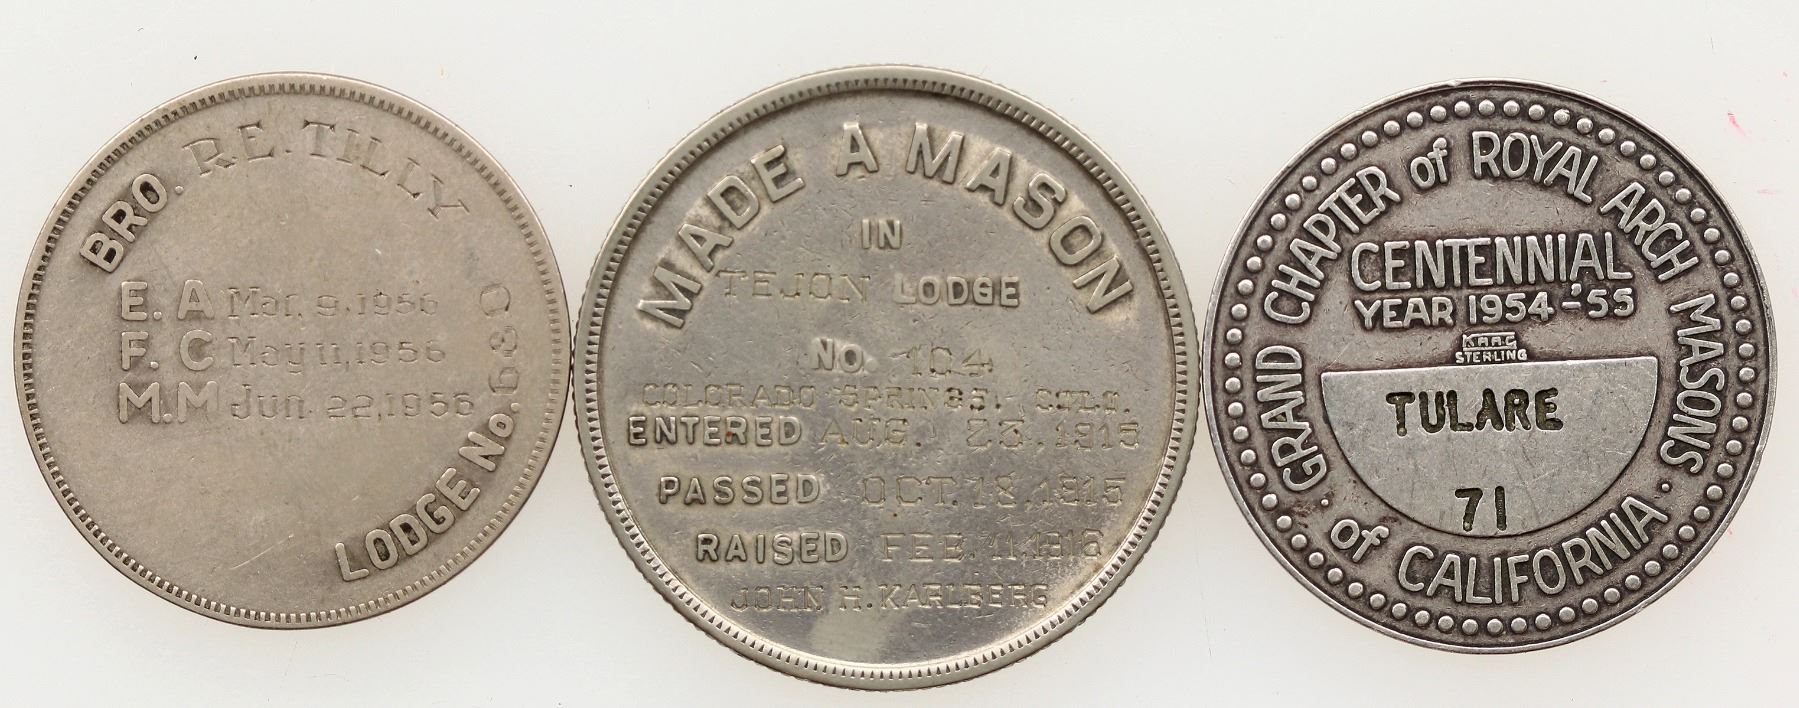 BRO. R.E. TILLY
E. A Mar. 9, 1956
F. C May 11, 1956
M.M Jun 22, 1956
LODGE No. 680
MADE A MASON
IN
TEJON LODGE
NO. 104
COLORADO SPRINGS, COLO.
ENTERED AUG. 23, 1915
PASSED OCT. 18, 1915
RAISED FEB. 11, 1916
JOHN H. KARLBERG
GRAND CHAPTER of ROYAL ARCH MASONS
CENTENNIAL
YEAR 1954-'55
STERLING
TULARE
71
· of CALIFORNIA ·